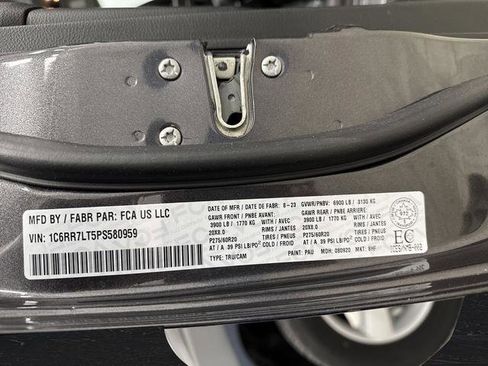 MFD BY / FABR PAR: FCA US LLC
VIN: 1C6RR7LT5PS580959
DATE OF MFR / DATE DE FABR: 8-23
GAWR FRONT / PNBE AVANT:
3900 LB / 1770 KG WITH / AVEC
20X8.0 RIMS / JANTES
P275/60R20 TIRES / PNEUS
AT / A 39 PSI LB/PO²
TYPE: TRU/CAM
GVWR/PNBV: 6900 LB / 3130 KG
GAWR REAR / PNBE ARRIERE:
3900 LB / 1770 KG WITH / AVEC
20X8.0 RIMS / JANTES
P275/60R20 TIRES / PNEUS
AT / A 39 PSI LB/PO²
PAINT: PAU MDH: 080920 MKT: BHF
EC